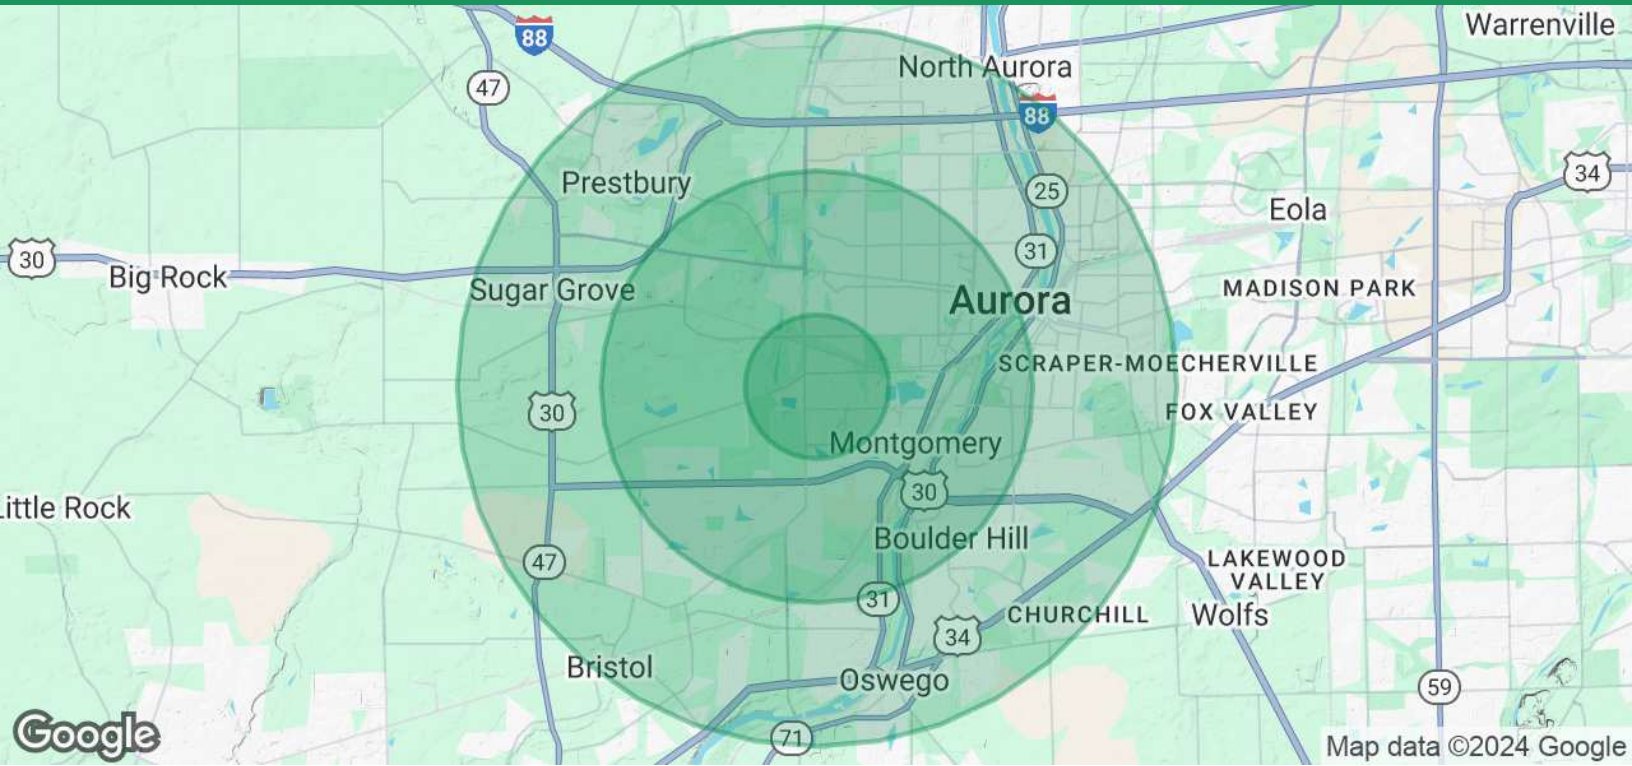 Warrenville
88
North Aurora
47
88
34
Prestbury
25
Eola
31
30
Big Rock
Sugar Grove
Aurora
MADISON PARK
SCRAPER-MOECHERVILLE
30
FOX VALLEY
Montgomery
30
Little Rock
Boulder Hill
47
LAKEWOOD
VALLEY
31
CHURCHILL
Wolfs
34
Bristol
Oswego
59
71
Google
Map data ©2024 Google